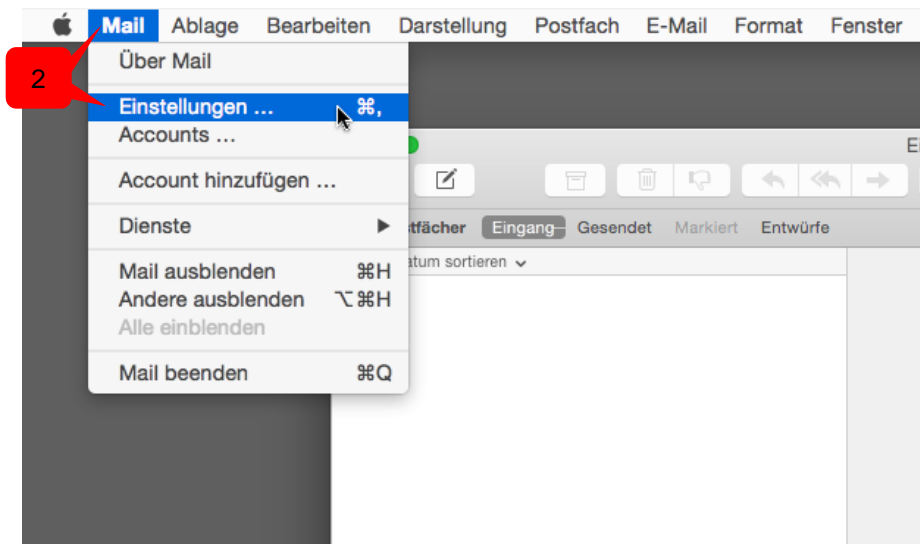 Mail Ablage Bearbeiten Darstellung Postfach E-Mail Format Fenster
2
Über Mail
Einstellungen ... ⌘,
Accounts ...
Account hinzufügen ...
Dienste ▶
Mail ausblenden ⌘H
Andere ausblenden ⌥⌘H
Alle einblenden
Mail beenden ⌘Q
Ei
tfächer Eingang Gesendet Markiert Entwürfe
atum sortieren